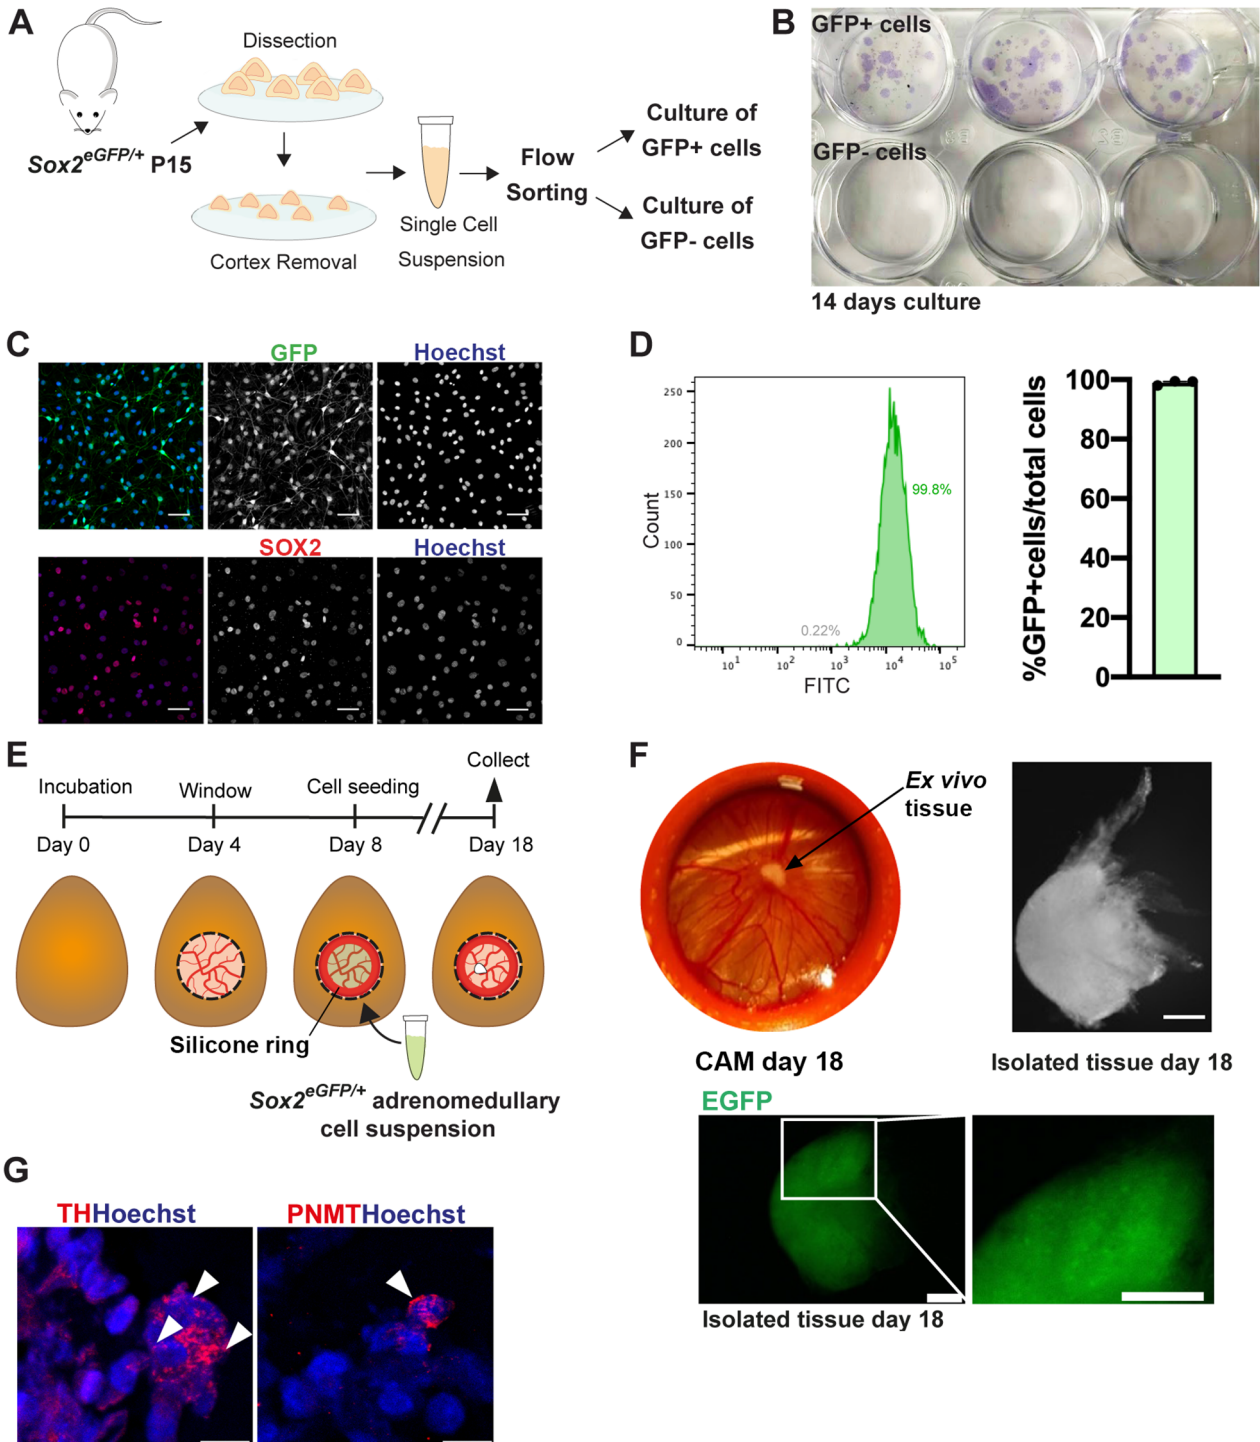 A
Dissection
Sox2eGFP/+ P15
Cortex Removal
Single Cell
Suspension
Flow
Sorting
Culture of
GFP+ cells
Culture of
GFP- cells
B
GFP+ cells
GFP- cells
14 days culture
C
GFP
Hoechst
SOX2
Hoechst
D
Count
250
200
150
100
50
0
99.8%
0.22%
10^1
10^2
10^3
10^4
10^5
FITC
%GFP+cells/total cells
100
80
60
40
20
0
E
Collect
Incubation
Window
Cell seeding
Day 0
Day 4
Day 8
Day 18
Silicone ring
Sox2eGFP/+ adrenomedullary
cell suspension
F
Ex vivo
tissue
CAM day 18
Isolated tissue day 18
EGFP
Isolated tissue day 18
G
THHoechst
PNMTHoechst